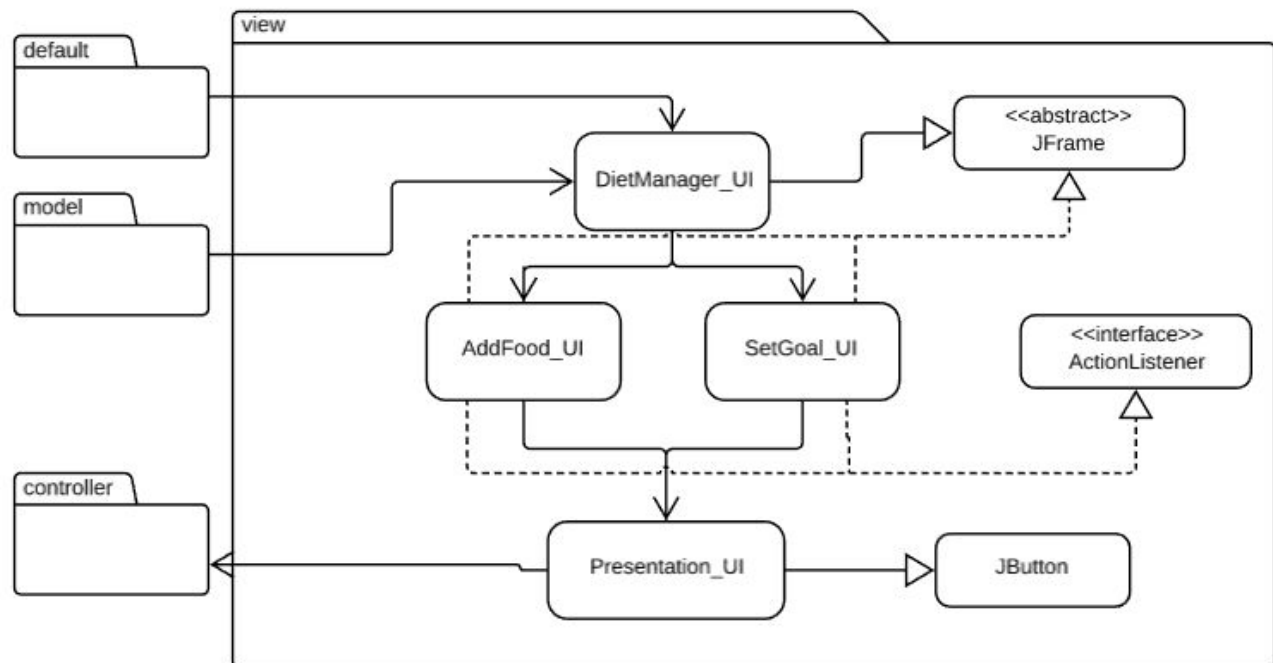 view
default
<<abstract>>
JFrame
DietManager_UI
model
AddFood_UI
SetGoal_UI
<<interface>>
ActionListener
controller
Presentation_UI
JButton